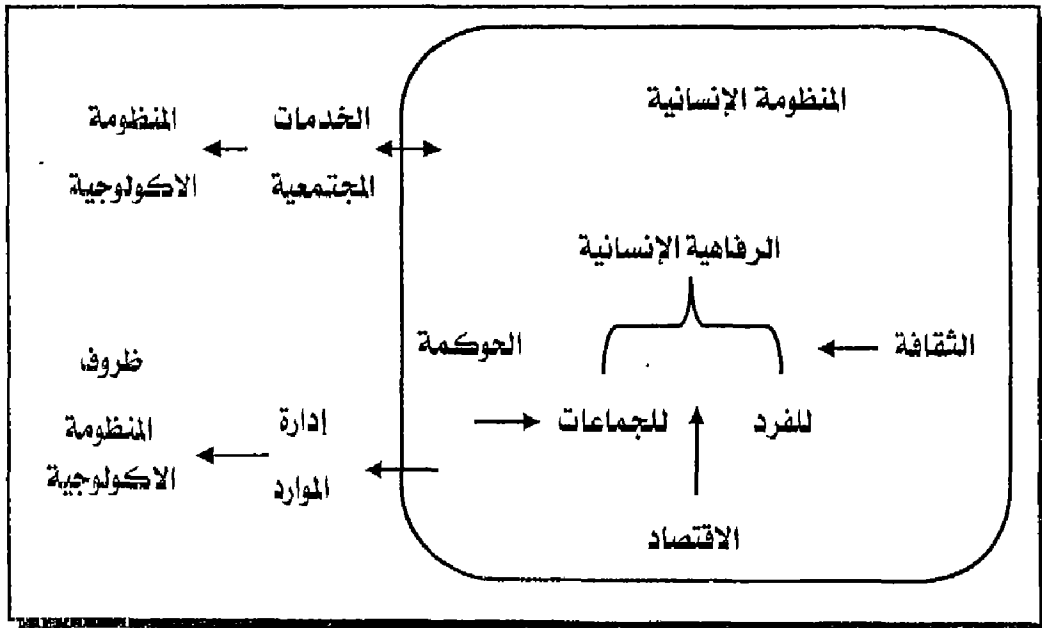 المنظومة الإنسانية
الخدمات
المجتمعية
المنظومة
الاكولوجية
الرفاهية الإنسانية
الثقافة
الحوكمة
للفرد
للجماعات
الاقتصاد
إدارة
الموارد
ظروف
المنظومة
الاكولوجية